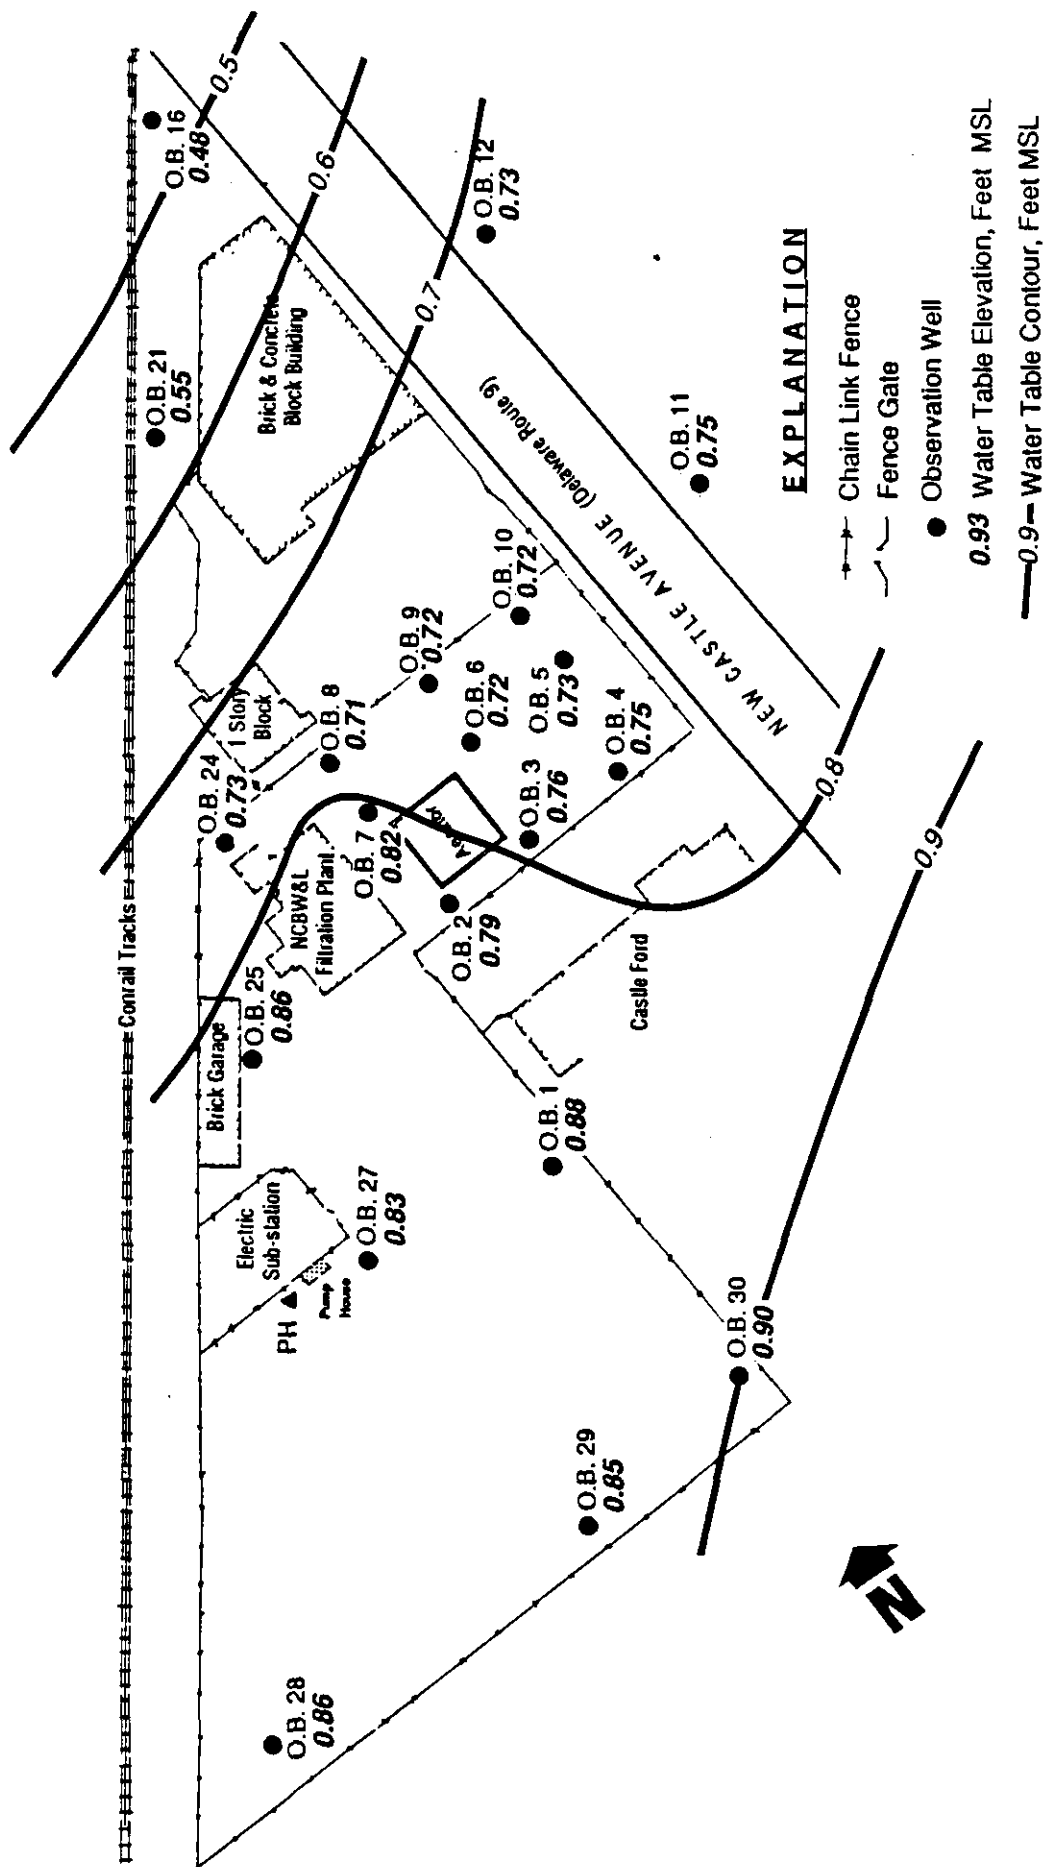 Conrail Tracks
O.B. 16
0.48
0.5
0.6
O.B. 21
0.55
Brick & Concrete
Block Building
O.B. 12
0.73
0.7
NEW CASTLE AVENUE (Delaware Route 9)
O.B. 11
0.75
O.B. 10
0.72
O.B. 9
0.72
O.B. 6
0.72
O.B. 5
0.73
O.B. 4
0.75
1 Story
Block
O.B. 8
0.71
O.B. 24
0.73
O.B. 7
0.82
Aerator
O.B. 3
0.76
0.8
NCBW&L
Filtration Plant
O.B. 2
0.79
0.9
Castle Ford
O.B. 25
0.86
Brick Garage
O.B. 1
0.88
Electric
Sub-station
O.B. 27
0.83
PH
Pump
House
O.B. 30
0.90
O.B. 29
0.85
O.B. 28
0.86
N
EXPLANATION
Chain Link Fence
Fence Gate
Observation Well
0.93 Water Table Elevation, Feet MSL
0.9 Water Table Contour, Feet MSL